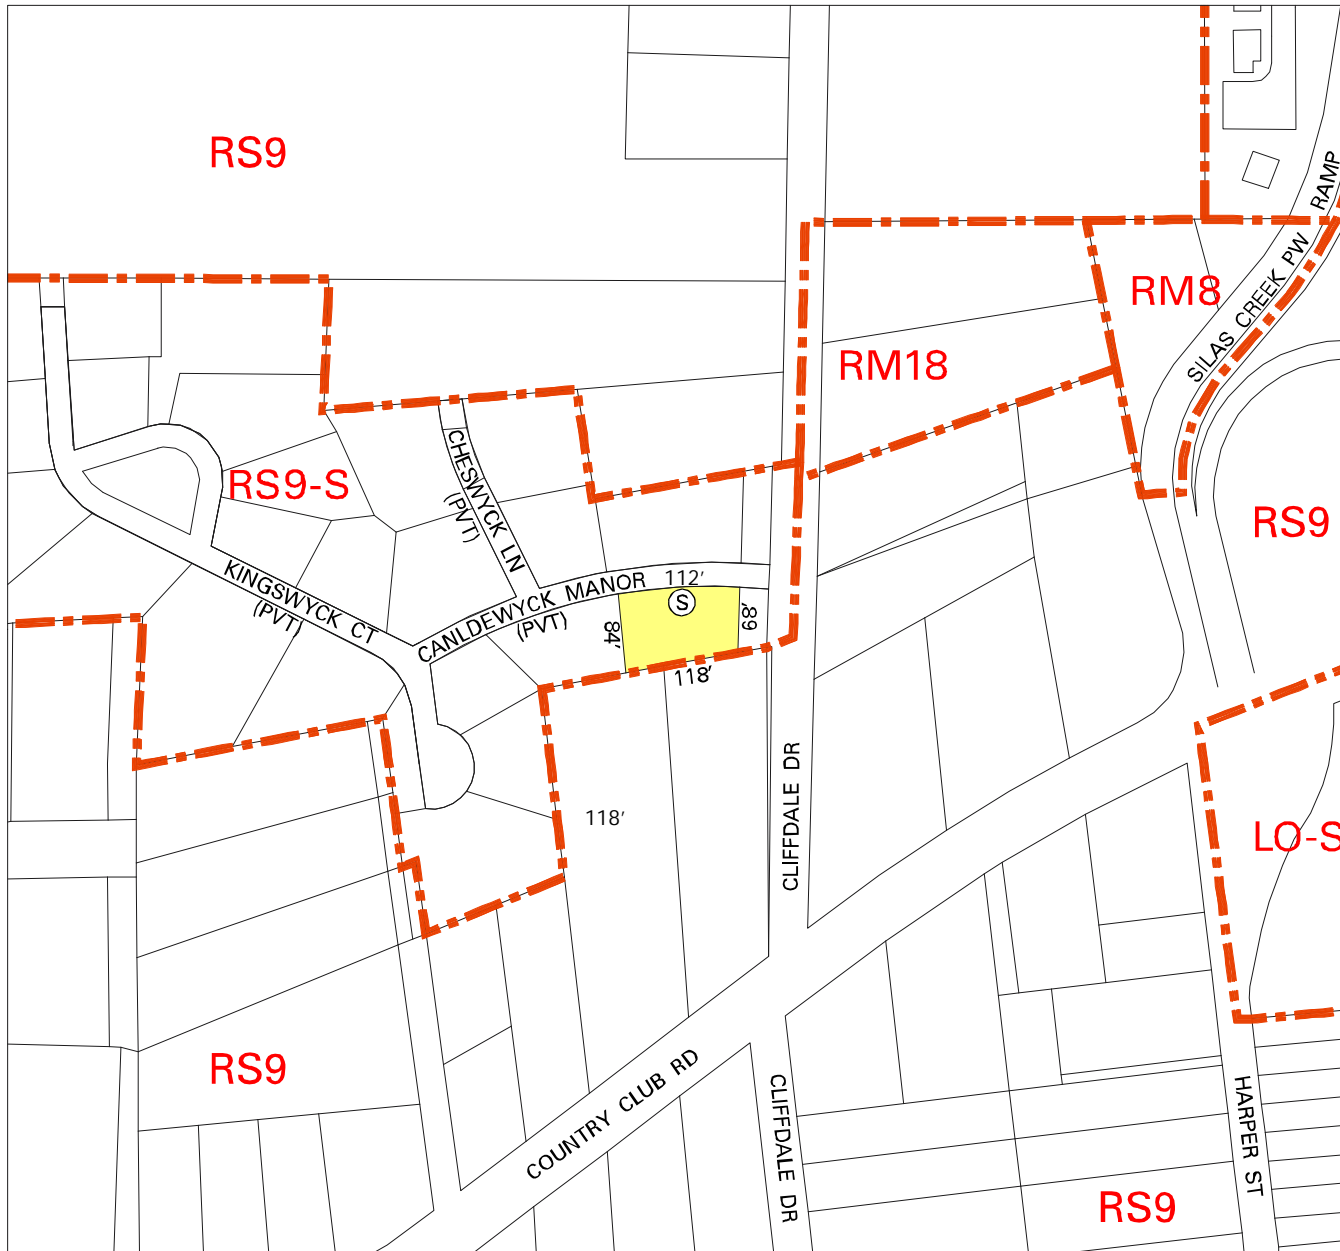 RS9
RAMP
SILAS CREEK PW
RM8
RM18
RS9-S
CHESWYCK LN
(PVT)
RS9
KINGSWYCK CT
(PVT)
CANLDEWYCK MANOR
(PVT)
112'
S
84'
68'
118'
CLIFFDALE DR
118'
LO-S
RS9
COUNTRY CLUB RD
CLIFFDALE DR
HARPER ST
RS9